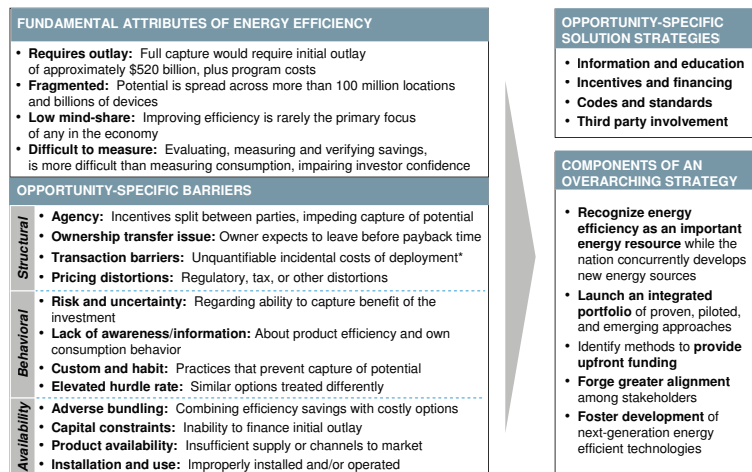 FUNDAMENTAL ATTRIBUTES OF ENERGY EFFICIENCY
• Requires outlay: Full capture would require initial outlay
of approximately $520 billion, plus program costs
• Fragmented: Potential is spread across more than 100 million locations
and billions of devices
• Low mind-share: Improving efficiency is rarely the primary focus
of any in the economy
• Difficult to measure: Evaluating, measuring and verifying savings,
is more difficult than measuring consumption, impairing investor confidence
OPPORTUNITY-SPECIFIC BARRIERS
Structural
• Agency: Incentives split between parties, impeding capture of potential
• Ownership transfer issue: Owner expects to leave before payback time
• Transaction barriers: Unquantifiable incidental costs of deployment*
• Pricing distortions: Regulatory, tax, or other distortions
Behavioral
• Risk and uncertainty: Regarding ability to capture benefit of the
investment
• Lack of awareness/information: About product efficiency and own
consumption behavior
• Custom and habit: Practices that prevent capture of potential
• Elevated hurdle rate: Similar options treated differently
Availability
• Adverse bundling: Combining efficiency savings with costly options
• Capital constraints: Inability to finance initial outlay
• Product availability: Insufficient supply or channels to market
• Installation and use: Improperly installed and/or operated
OPPORTUNITY-SPECIFIC
SOLUTION STRATEGIES
• Information and education
• Incentives and financing
• Codes and standards
• Third party involvement
COMPONENTS OF AN
OVERARCHING STRATEGY
• Recognize energy
efficiency as an important
energy resource while the
nation concurrently develops
new energy sources
• Launch an integrated
portfolio of proven, piloted,
and emerging approaches
• Identify methods to provide
upfront funding
• Forge greater alignment
among stakeholders
• Foster development of
next-generation energy
efficient technologies